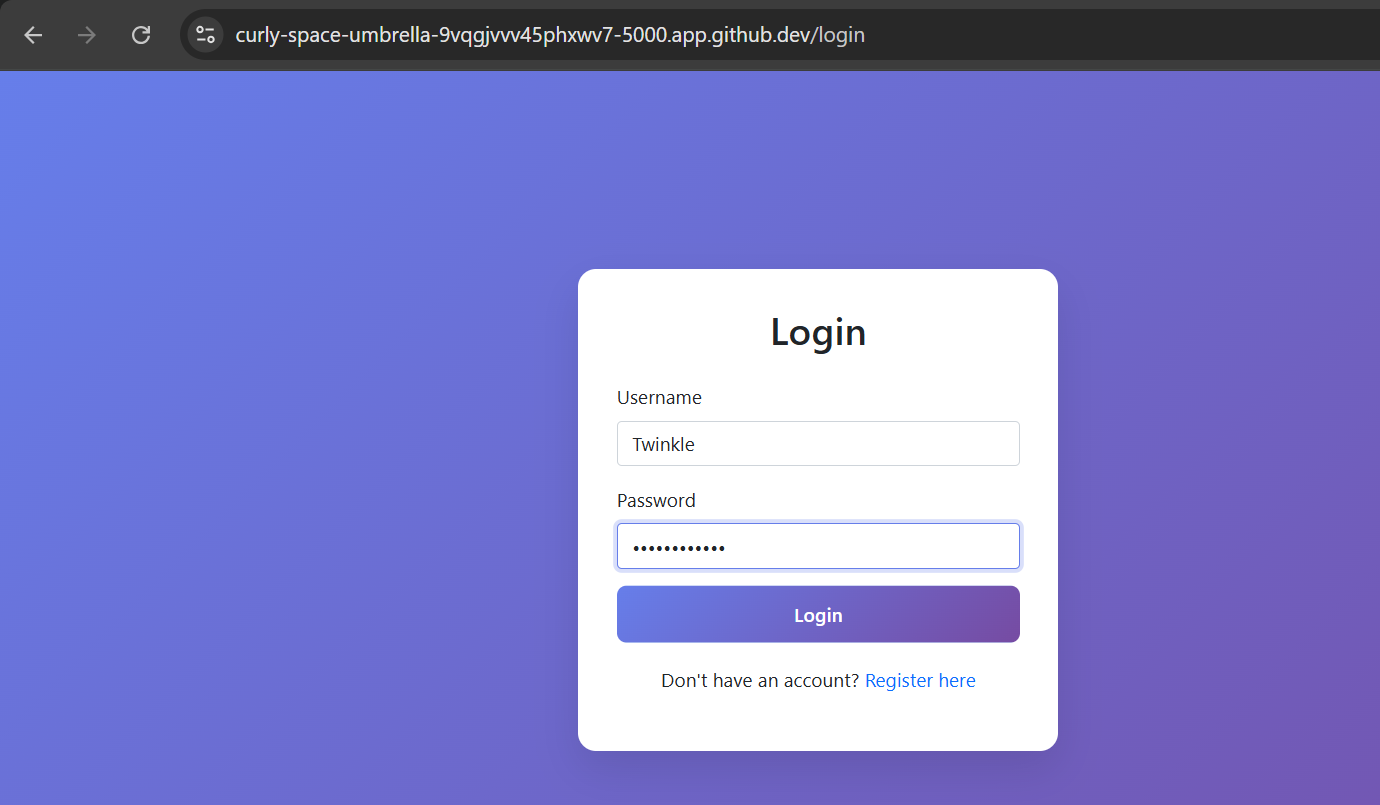 curly-space-umbrella-9vqgjvvv45phxwv7-5000.app.github.dev/login
Login
Username
Twinkle
Password
••••••••••••
Login
Don't have an account? Register here